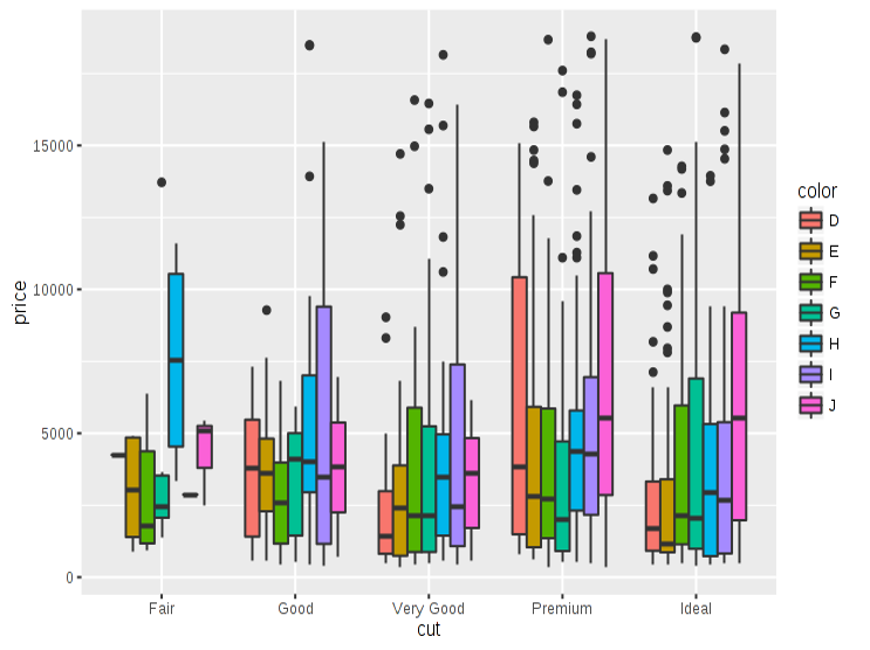 15000
10000
5000
0
price
Fair
Good
Very Good
Premium
Ideal
cut
color
D
E
F
G
H
I
J